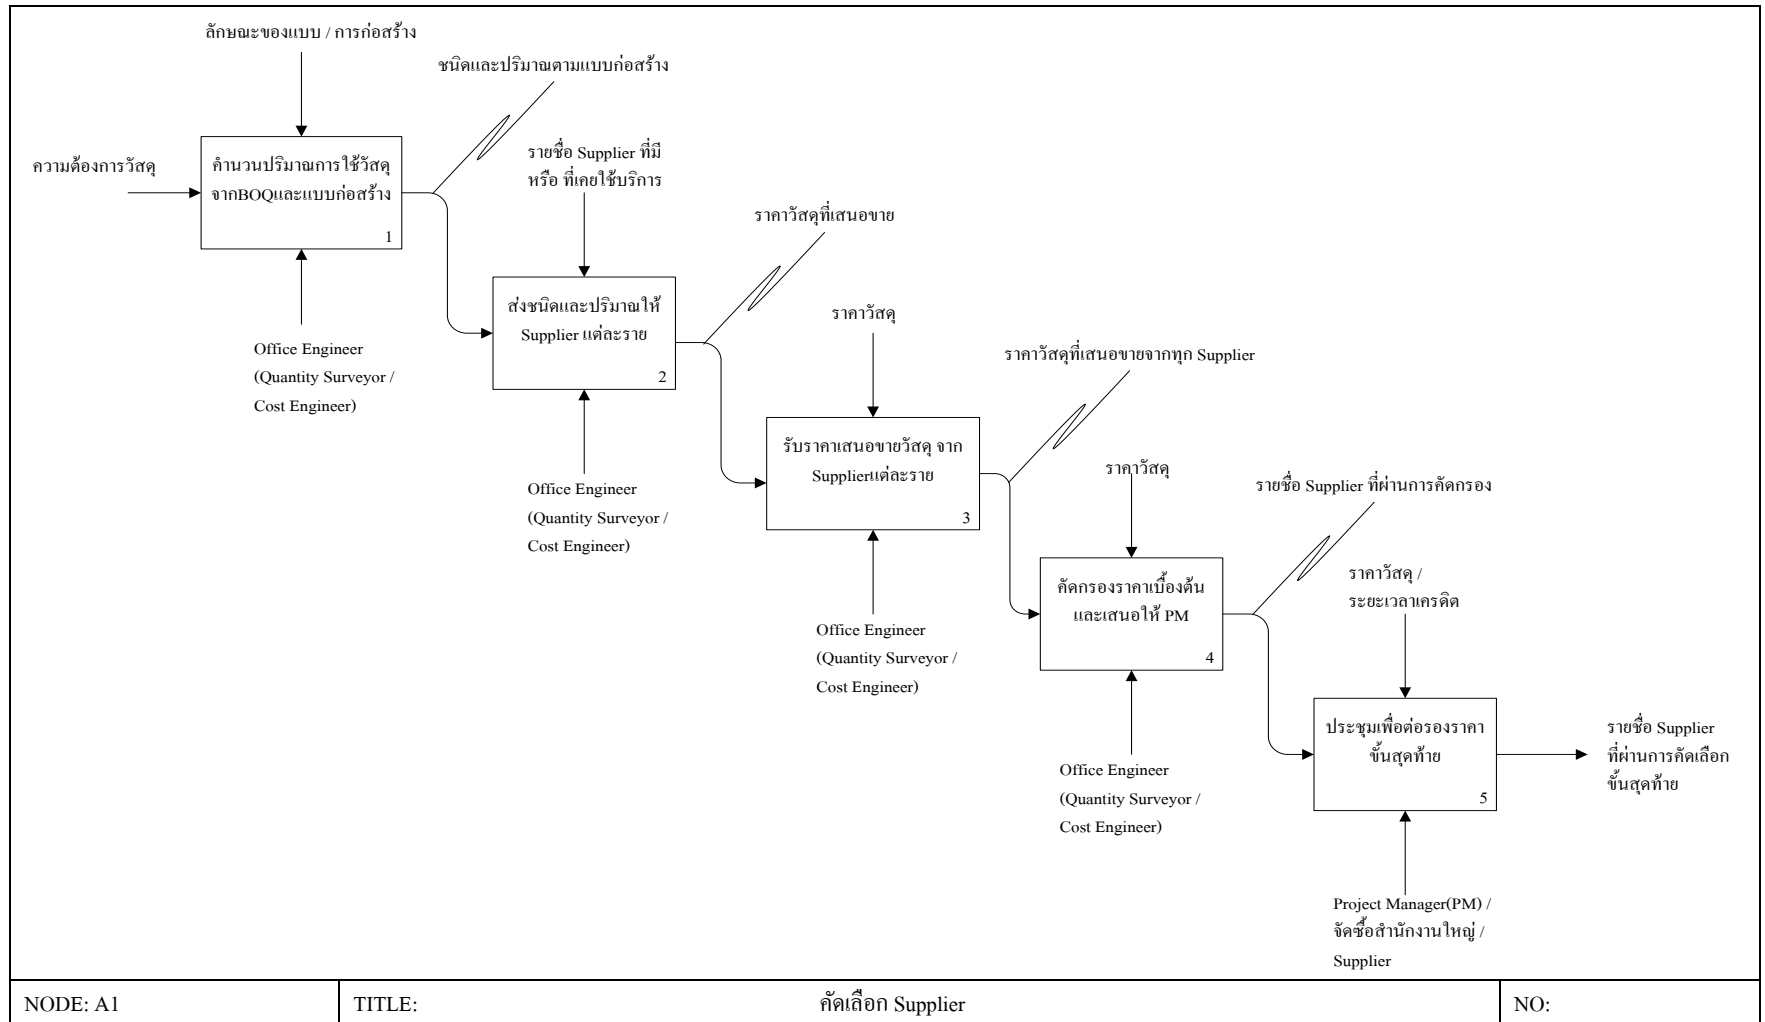 ลักษณะของแบบ / การก่อสร้าง
ชนิดและปริมาณตามแบบก่อสร้าง
ความต้องการวัสดุ
คำนวนปริมาณการใช้วัสดุ
จากBOQและแบบก่อสร้าง
1
รายชื่อ Supplier ที่มี
หรือ ที่เคยใช้บริการ
ราคาวัสดุที่เสนอขาย
Office Engineer
(Quantity Surveyor /
Cost Engineer)
ส่งชนิดและปริมาณให้
Supplier แต่ละราย
2
ราคาวัสดุ
ราคาวัสดุที่เสนอขายจากทุก Supplier
Office Engineer
(Quantity Surveyor /
Cost Engineer)
รับราคาเสนอขายวัสดุ จาก
Supplierแต่ละราย
3
ราคาวัสดุ
รายชื่อ Supplier ที่ผ่านการคัดกรอง
Office Engineer
(Quantity Surveyor /
Cost Engineer)
คัดกรองราคาเบื้องต้น
และเสนอให้ PM
4
ราคาวัสดุ /
ระยะเวลาเครดิต
Office Engineer
(Quantity Surveyor /
Cost Engineer)
ประชุมเพื่อต่อรองราคา
ขั้นสุดท้าย
5
รายชื่อ Supplier
ที่ผ่านการคัดเลือก
ขั้นสุดท้าย
Project Manager(PM) /
จัดซื้อสำนักงานใหญ่ /
Supplier
NODE: A1
TITLE:
คัดเลือก Supplier
NO: